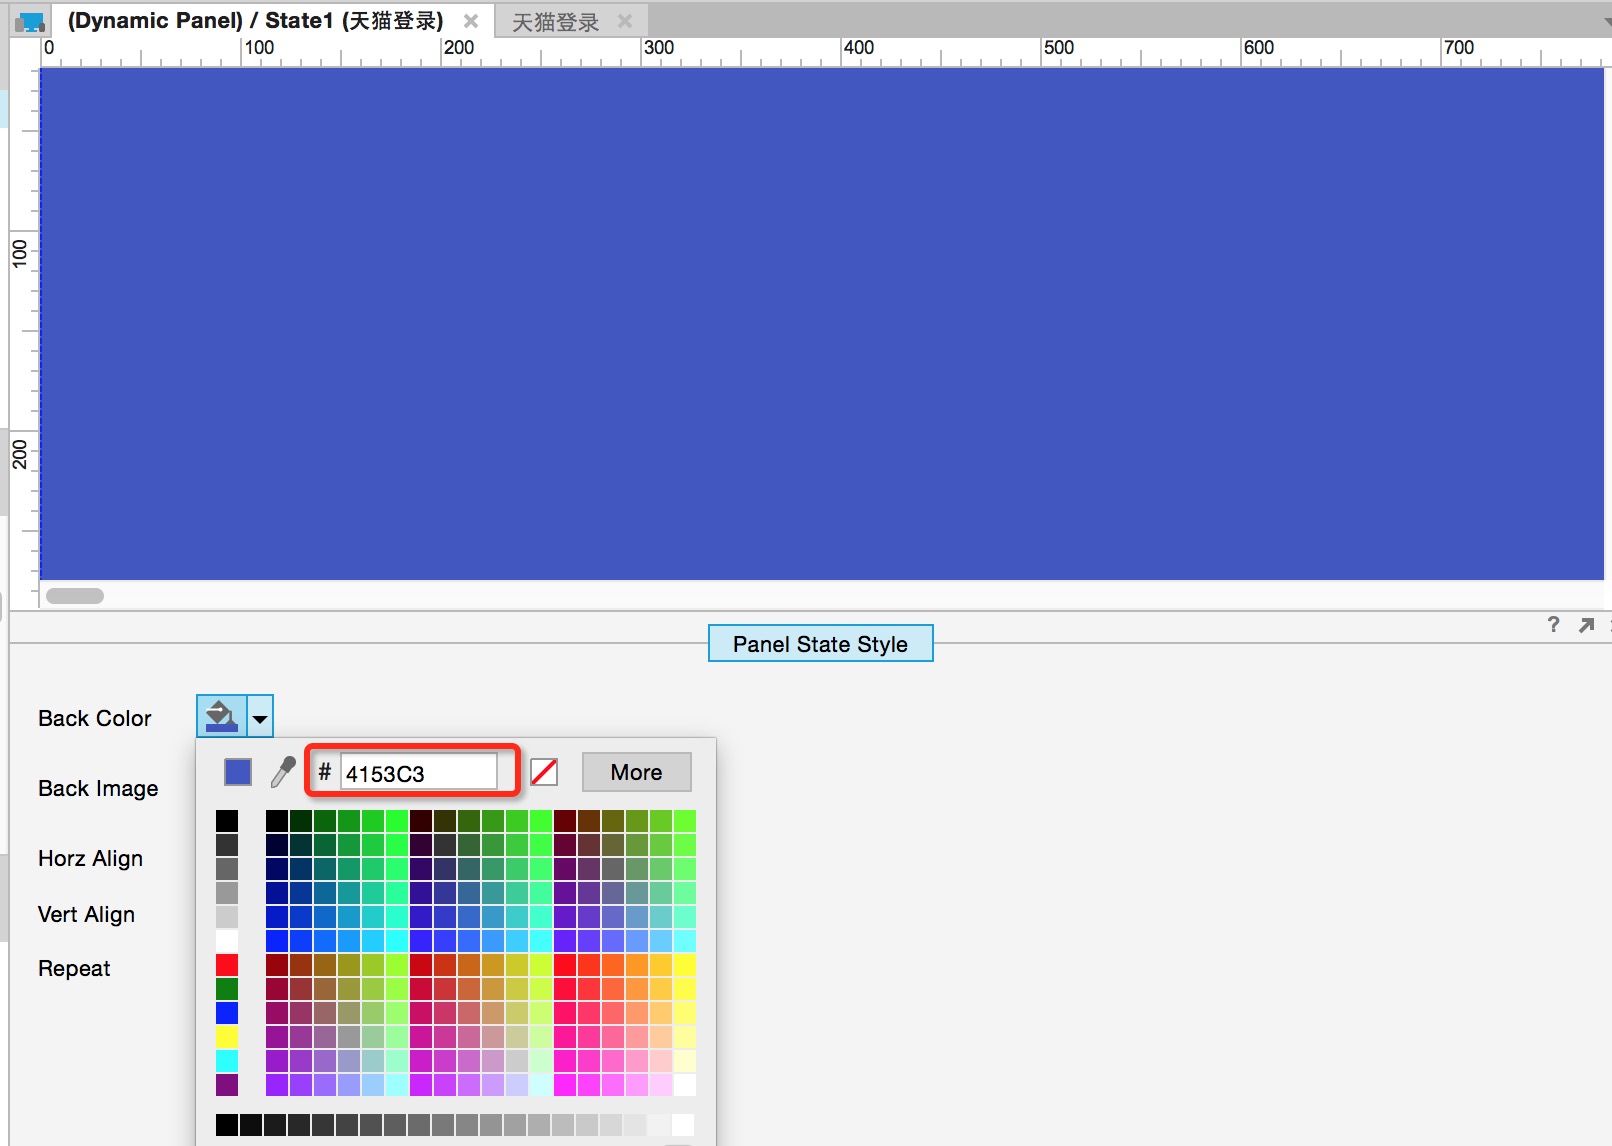 (Dynamic Panel) / State1 (天猫登录)
天猫登录
0 100 200 300 400 500 600 700
100
200
?
Panel State Style
Back Color
# 4153C3
More
Back Image
Horz Align
Vert Align
Repeat